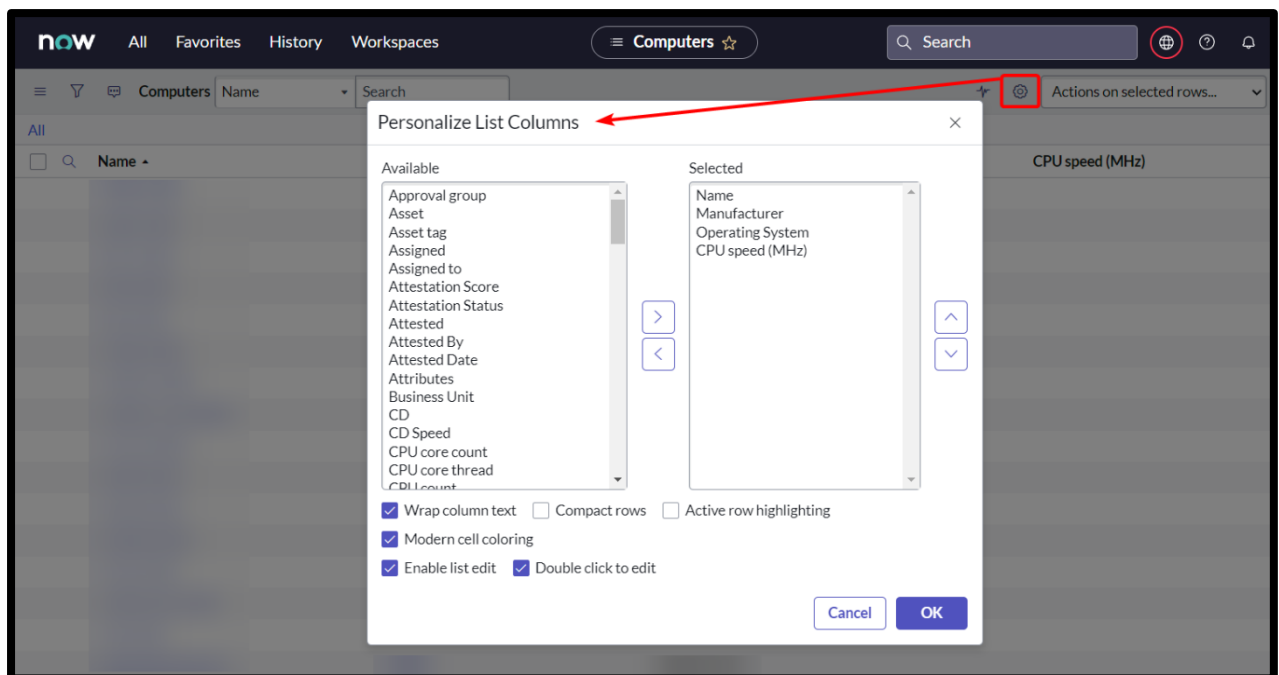 now All Favorites History Workspaces Computers Search
Computers Name Search Actions on selected rows...
All
Name CPU speed (MHz)
Personalize List Columns
Available
Approval group
Asset
Asset tag
Assigned
Assigned to
Attestation Score
Attestation Status
Attested
Attested By
Attested Date
Attributes
Business Unit
CD
CD Speed
CPU core count
CPU core thread
CPU count
Selected
Name
Manufacturer
Operating System
CPU speed (MHz)
Wrap column text Compact rows Active row highlighting
Modern cell coloring
Enable list edit Double click to edit
Cancel OK